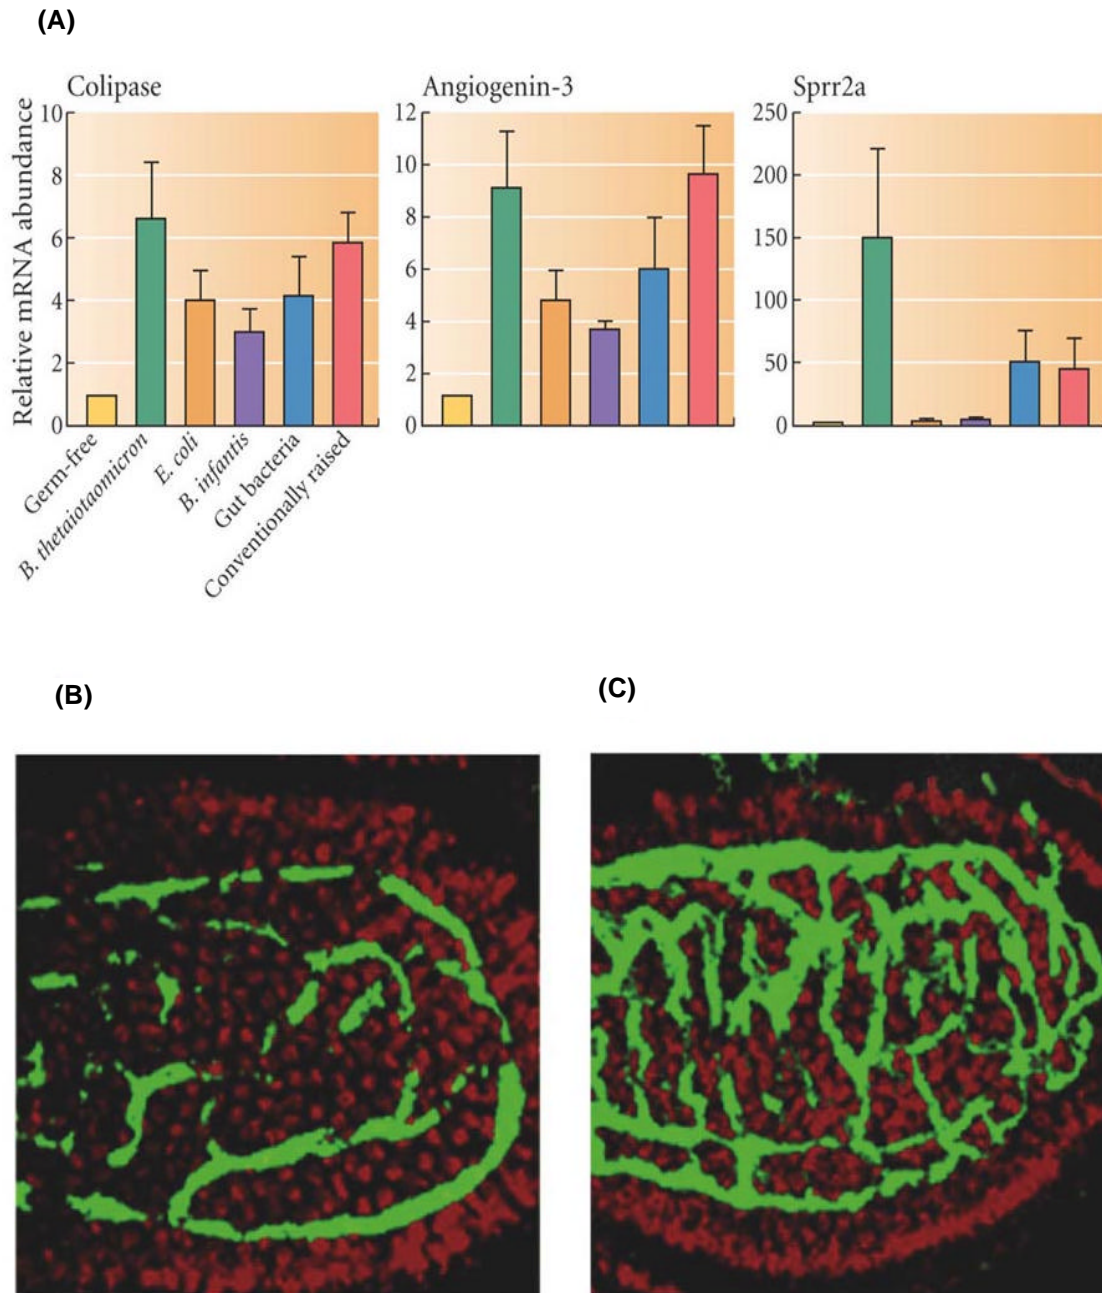 (A)
Colipase
Relative mRNA abundance
10
8
6
4
2
0
Germ-free
B. thetaiotaomicron
E. coli
B. infantis
Gut bacteria
Conventionally raised
Angiogenin-3
12
10
8
6
4
2
0
Sprr2a
250
200
150
100
50
0
(B)
(C)